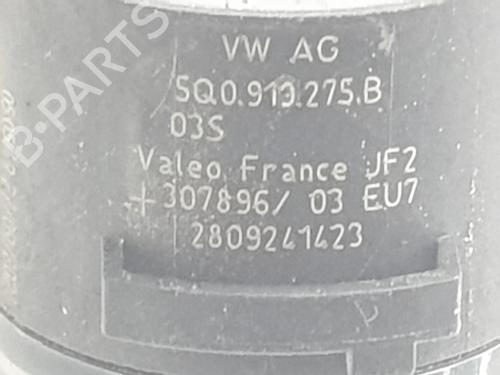 B-PARTS
VW AG
5Q0.919.275.B
03S
Valeo France JF2
+307896/ 03 EU7
2809241423